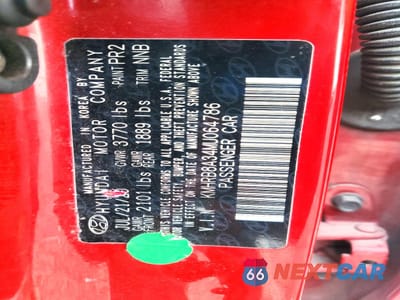 MANUFACTURED IN KOREA BY
HYUNDAI MOTOR COMPANY
PAINT PR2
TRIM NNB
GVWR 3770 lbs
GAWR FRONT 2101 lbs
GAWR REAR 1889 lbs
THIS VEHICLE CONFORMS TO ALL APPLICABLE U.S.A. FEDERAL
MOTOR VEHICLE SAFETY, BUMPER AND
THEFT PREVENTION STANDARDS IN EFFECT ON THE DATE OF
MANUFACTURE SHOWN ABOVE.
V.I.N.
PASSENGER CAR
66
NEXTCAR